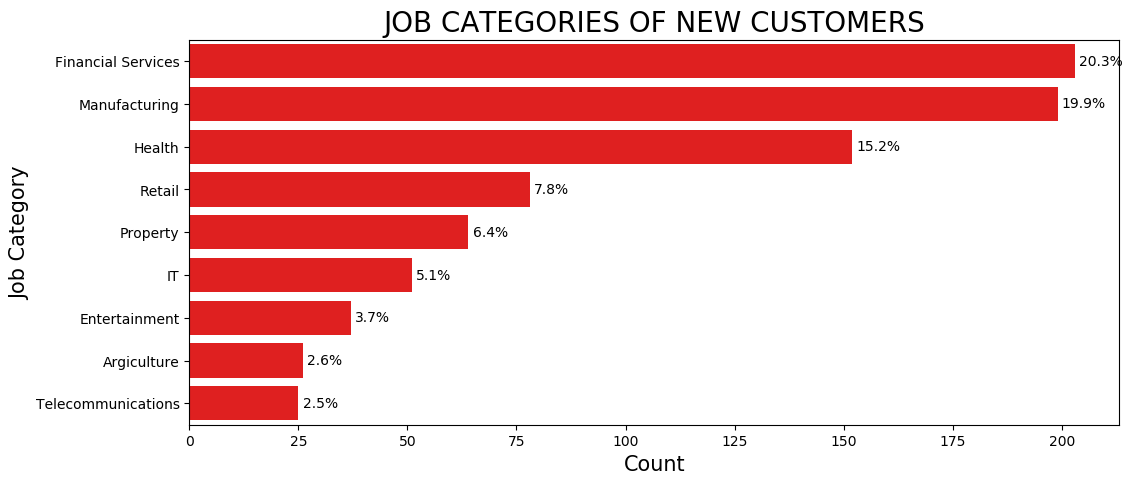 JOB CATEGORIES OF NEW CUSTOMERS
Job Category
Financial Services 20.3%
Manufacturing 19.9%
Health 15.2%
Retail 7.8%
Property 6.4%
IT 5.1%
Entertainment 3.7%
Argiculture 2.6%
Telecommunications 2.5%
0 25 50 75 100 125 150 175 200
Count